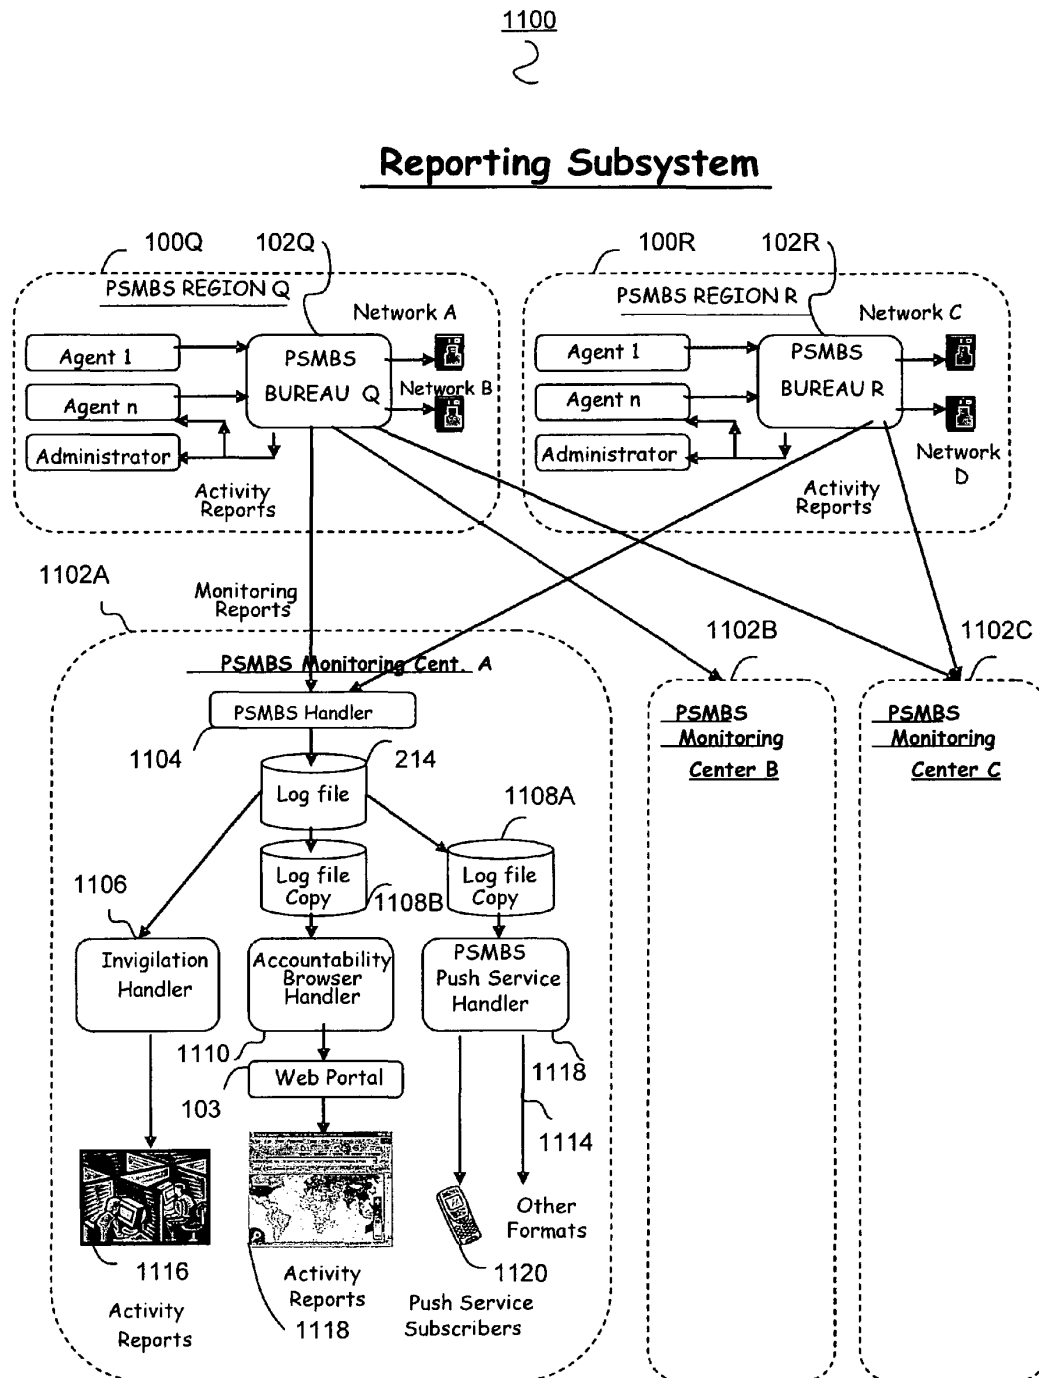 1100
Reporting Subsystem
100Q
102Q
100R
102R
PSMBS REGION Q
Network A
Agent 1
PSMBS
BUREAU Q
Network B
Agent n
Administrator
Activity
Reports
PSMBS REGION R
Network C
Agent 1
PSMBS
BUREAU R
Agent n
Administrator
Network
D
Activity
Reports
1102A
Monitoring
Reports
1102B
1102C
PSMBS Monitoring Cent. A
PSMBS Handler
1104
214
Log file
1108A
Log file
Copy
1108B
Log file
Copy
1106
Invigilation
Handler
Accountability
Browser
Handler
PSMBS
Push Service
Handler
1110
1118
Web Portal
103
1114
Other
Formats
1116
1120
Activity
Reports
Activity
Reports
1118
Push Service
Subscribers
PSMBS
Monitoring
Center B
PSMBS
Monitoring
Center C